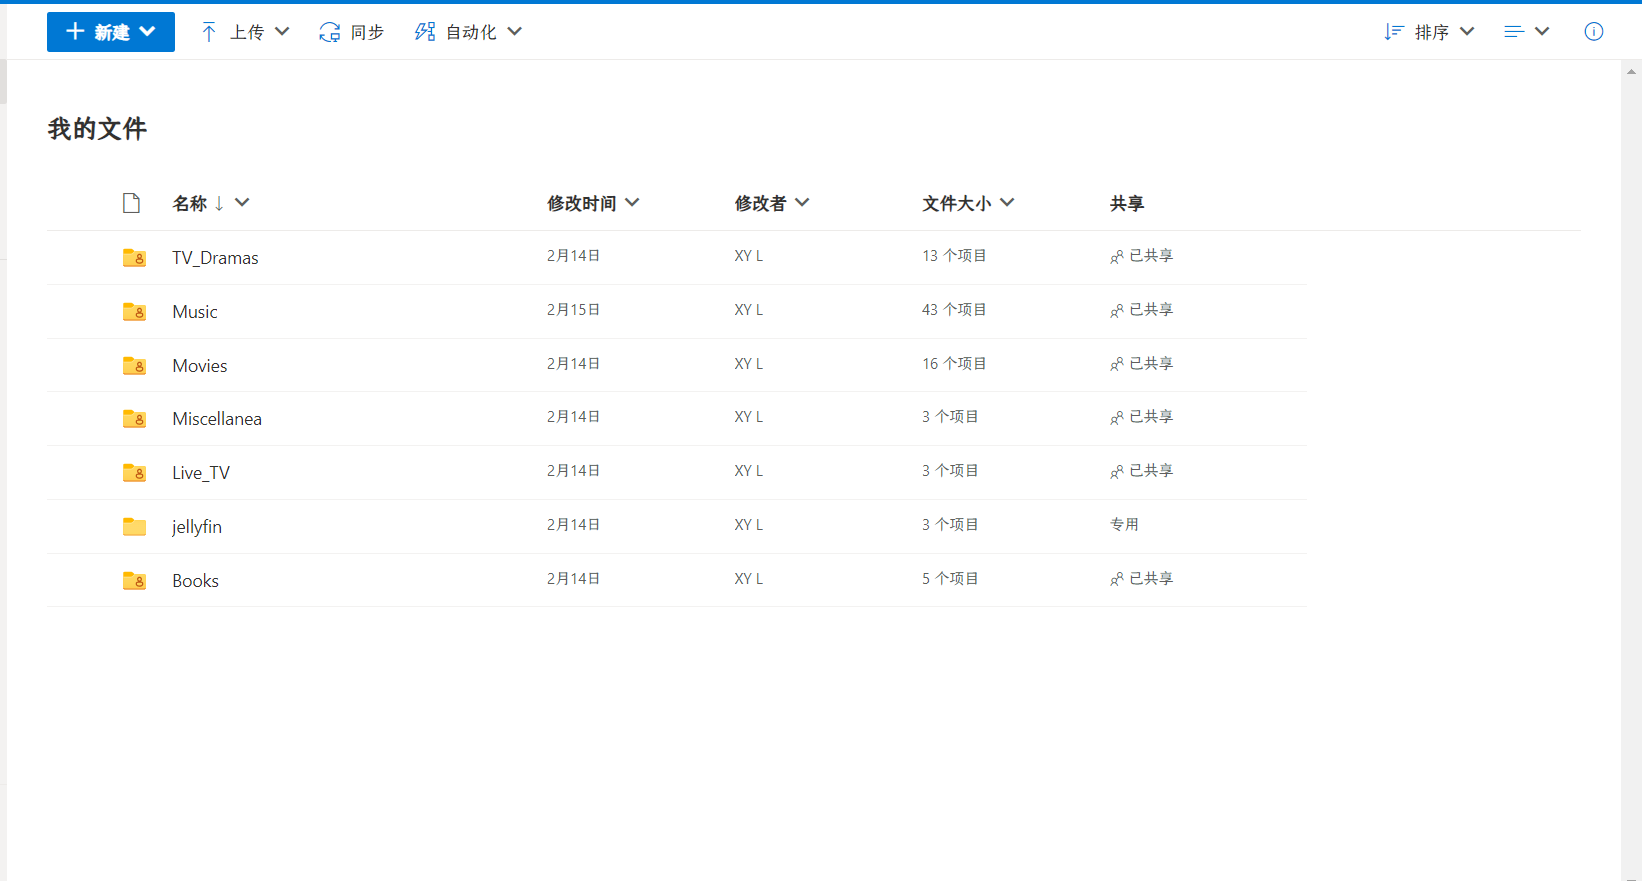 新建 上传 同步 自动化 排序
我的文件
名称 修改时间 修改者 文件大小 共享
TV_Dramas 2月14日 XY L 13 个项目 已共享
Music 2月15日 XY L 43 个项目 已共享
Movies 2月14日 XY L 16 个项目 已共享
Miscellanea 2月14日 XY L 3 个项目 已共享
Live_TV 2月14日 XY L 3 个项目 已共享
jellyfin 2月14日 XY L 3 个项目 专用
Books 2月14日 XY L 5 个项目 已共享